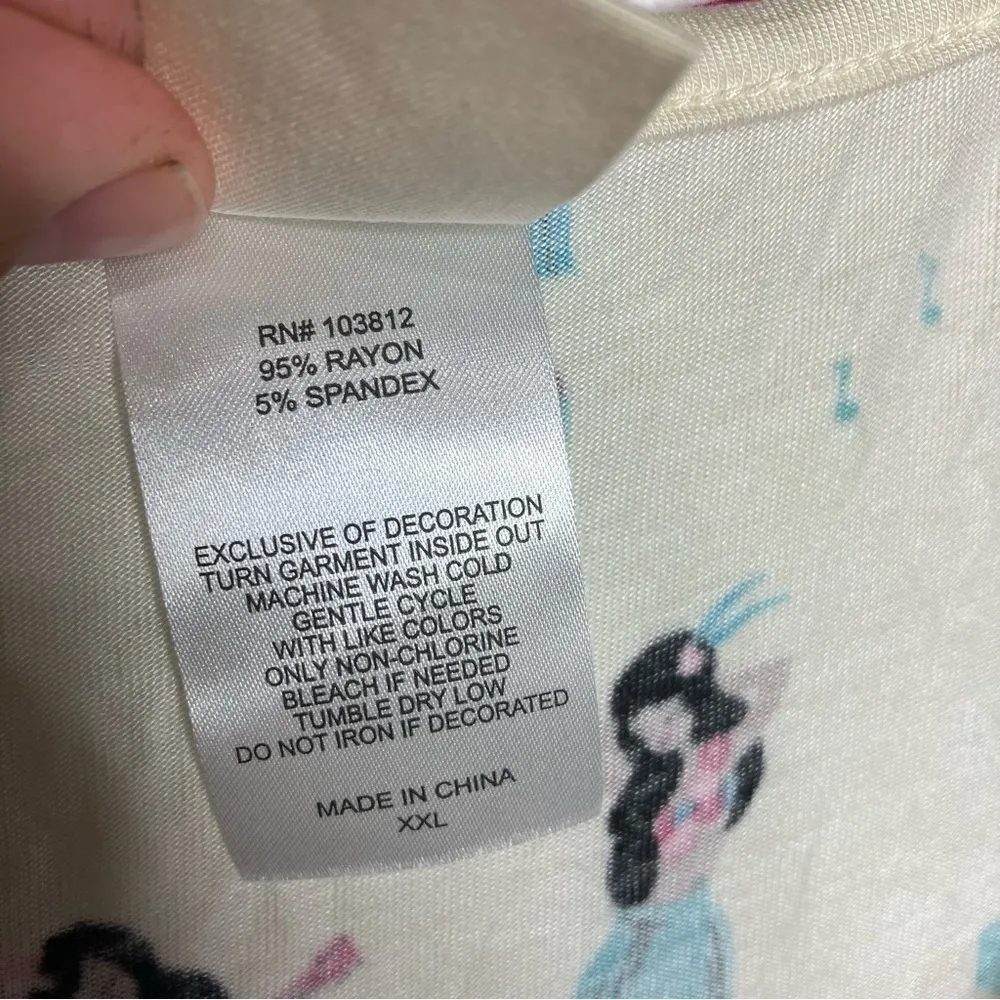 RN# 103812
95% RAYON
5% SPANDEX
EXCLUSIVE OF DECORATION
TURN GARMENT INSIDE OUT
MACHINE WASH COLD
GENTLE CYCLE
WITH LIKE COLORS
ONLY NON-CHLORINE
BLEACH IF NEEDED
TUMBLE DRY LOW
DO NOT IRON IF DECORATED
MADE IN CHINA
XXL